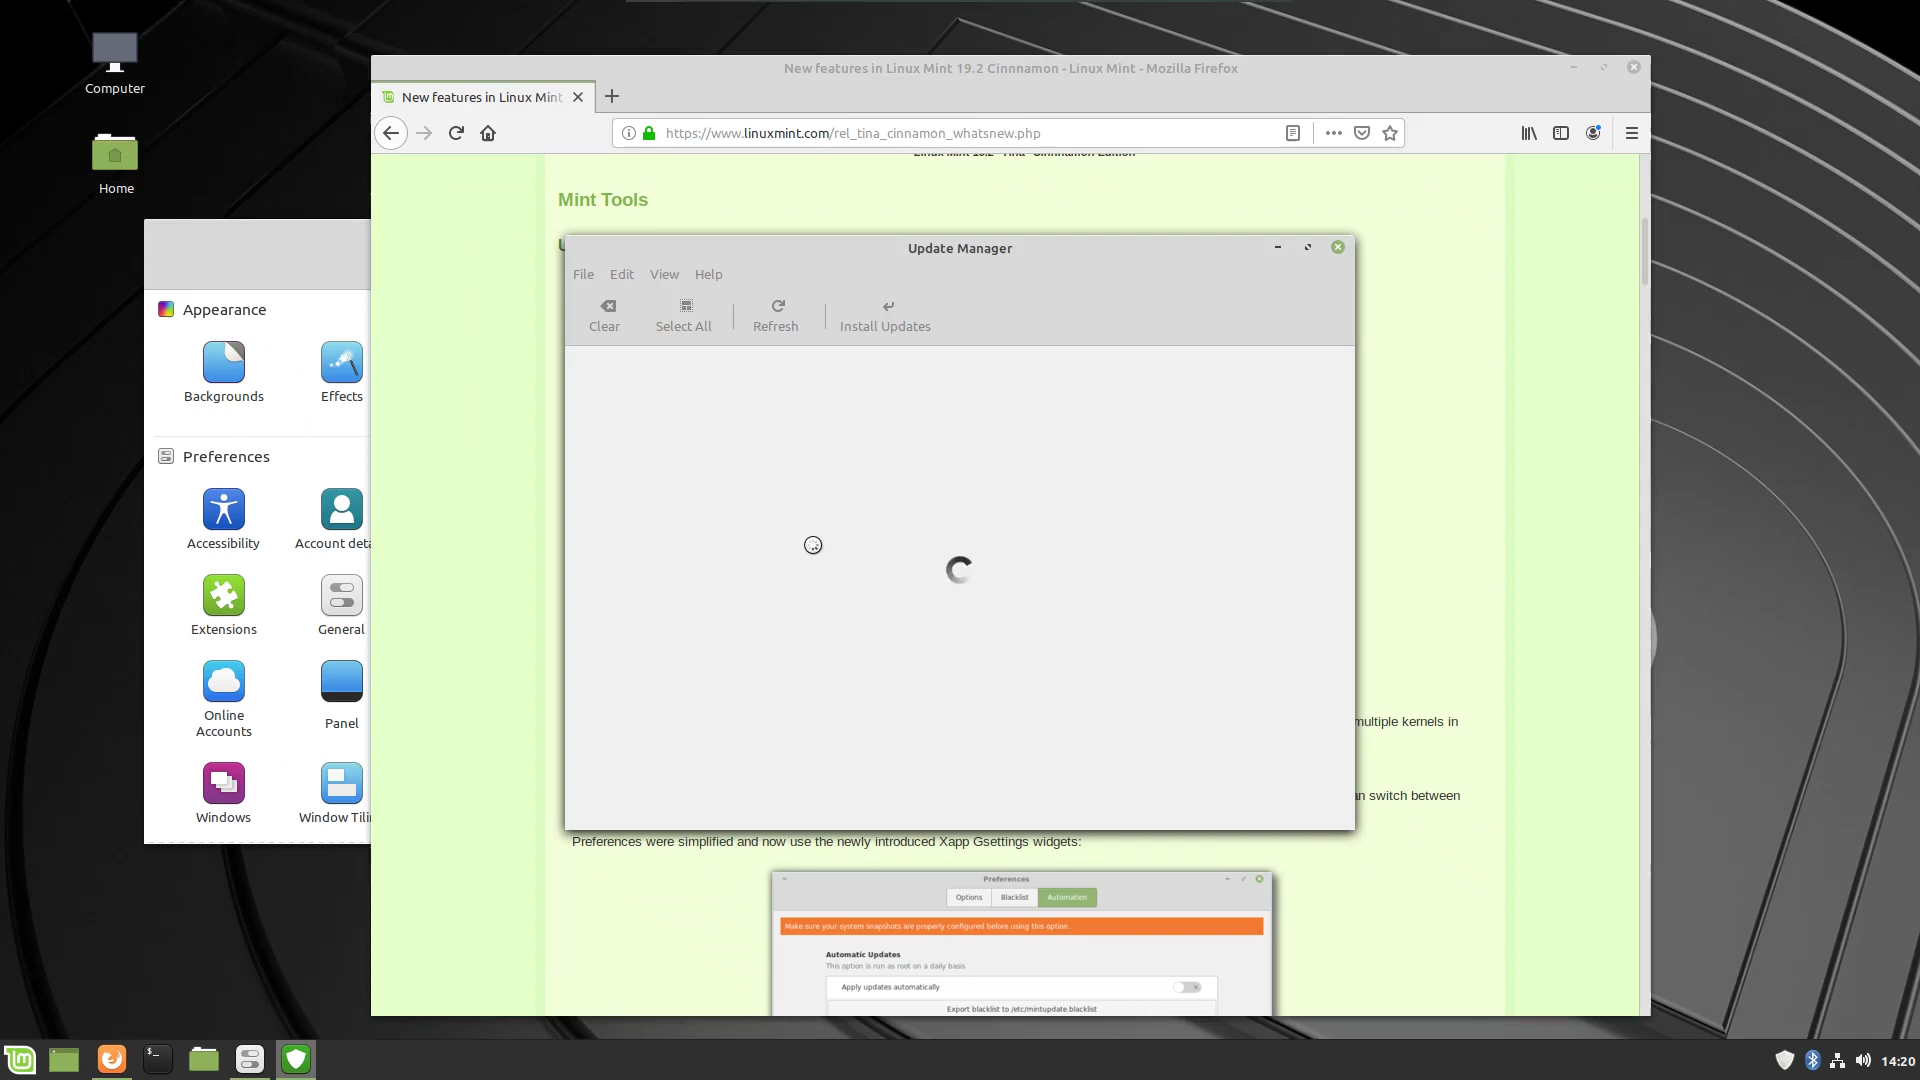 Computer
Home
New features in Linux Mint 19.2 Cinnnamon - Linux Mint - Mozilla Firefox
New features in Linux Mint
https://www.linuxmint.com/rel_tina_cinnamon_whatsnew.php
Mint Tools
Update Manager
File Edit View Help
Clear Select All Refresh Install Updates
Appearance
Backgrounds Effects
Preferences
Accessibility Account deta
Extensions General
Online Accounts Panel
Windows Window Tili
multiple kernels in
an switch between
Preferences were simplified and now use the newly introduced Xapp Gsettings widgets:
Preferences
Options Blacklist Automation
Make sure your system snapshots are properly configured before using this option.
Automatic Updates
This option is run as root on a daily basis
Apply updates automatically
Export blacklist to /etc/mintupdate.blacklist
14:20